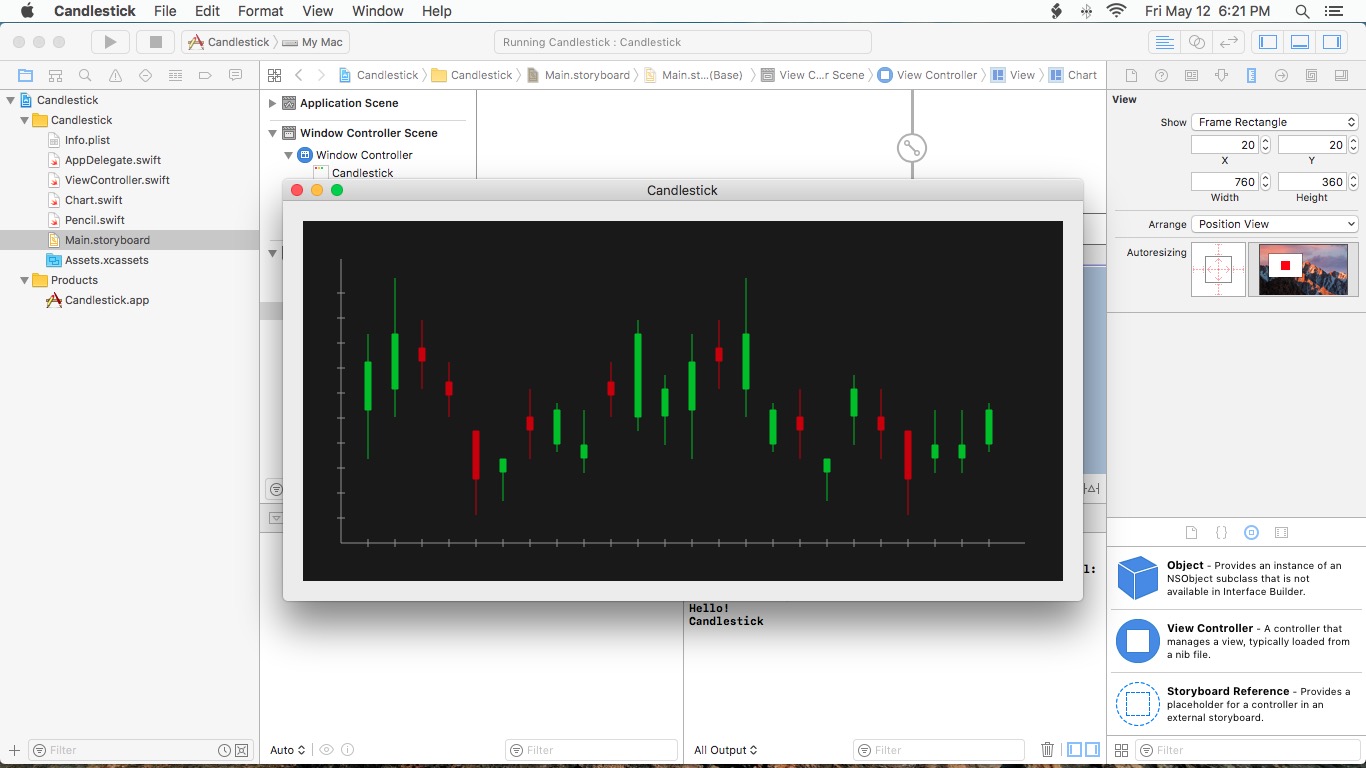 Candlestick File Edit Format View Window Help Fri May 12 6:21 PM
Candlestick My Mac Running Candlestick : Candlestick
Candlestick Candlestick Main.storyboard Main.st...(Base) View C...r Scene View Controller View Chart
Candlestick
Candlestick
Info.plist
AppDelegate.swift
ViewController.swift
Chart.swift
Pencil.swift
Main.storyboard
Assets.xcassets
Products
Candlestick.app
Application Scene
Window Controller Scene
Window Controller
Candlestick
Candlestick
View
Show Frame Rectangle
20 20
X Y
760 360
Width Height
Arrange Position View
Autoresizing
l:
Hello!
Candlestick
Object - Provides an instance of an
NSObject subclass that is not
available in Interface Builder.
View Controller - A controller that
manages a view, typically loaded from
a nib file.
Storyboard Reference - Provides a
placeholder for a controller in an
external storyboard.
Filter Auto Filter All Output Filter Filter